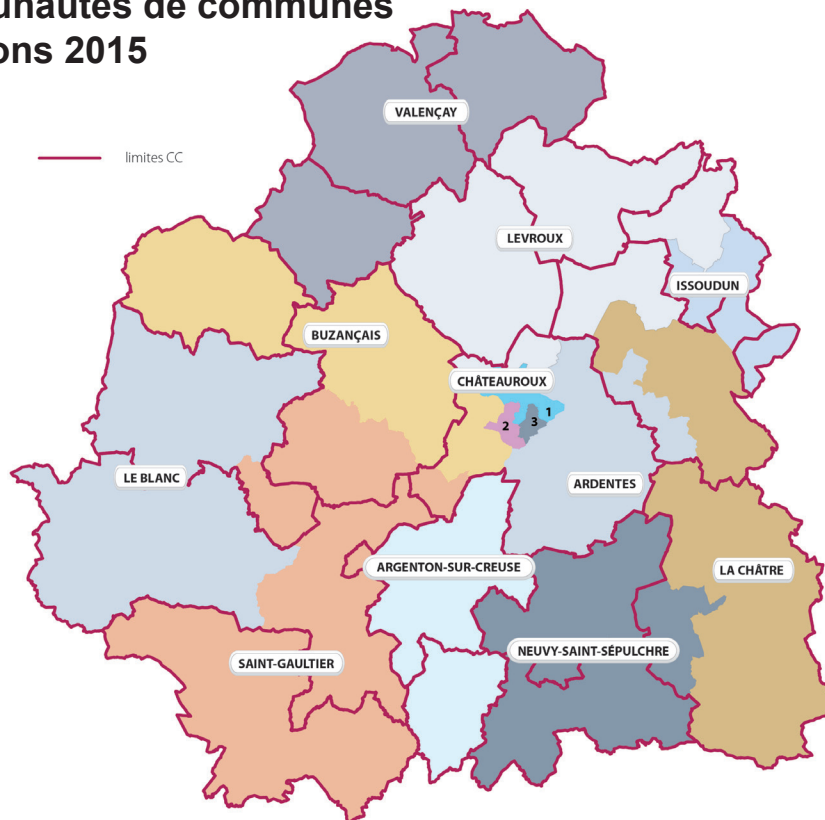 unautés de communes
ons 2015
limites CC
VALENÇAY
LEVROUX
ISSOUDUN
BUZANÇAIS
CHÂTEAUROUX
1
2
3
LE BLANC
ARDENTES
ARGENTON-SUR-CREUSE
LA CHÂTRE
NEUVY-SAINT-SÉPULCHRE
SAINT-GAULTIER